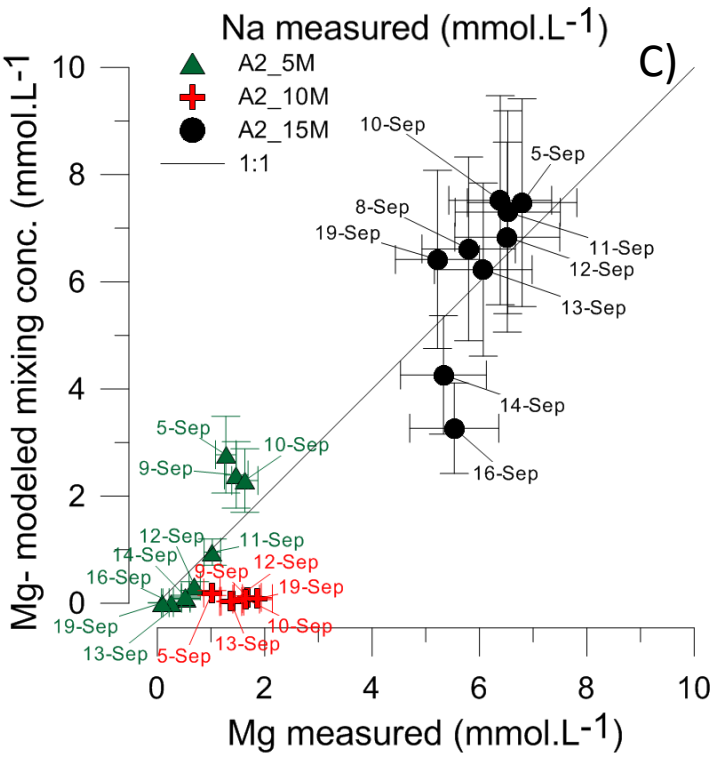 Na measured (mmol.L-1)
C)
A2_5M
A2_10M
A2_15M
1:1
Mg- modeled mixing conc. (mmol.L-1)
10
8
6
4
2
0
10-Sep
5-Sep
8-Sep
19-Sep
11-Sep
12-Sep
13-Sep
14-Sep
16-Sep
5-Sep
10-Sep
9-Sep
12-Sep
11-Sep
14-Sep
9-Sep
12-Sep
16-Sep
19-Sep
19-Sep
10-Sep
13-Sep
13-Sep
5-Sep
0
2
4
6
8
10
Mg measured (mmol.L-1)